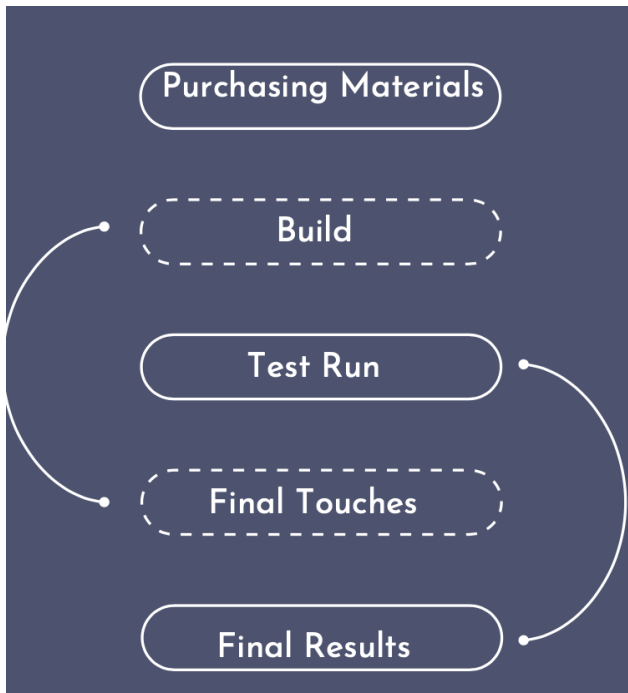 Purchasing Materials
Build
Test Run
Final Touches
Final Results